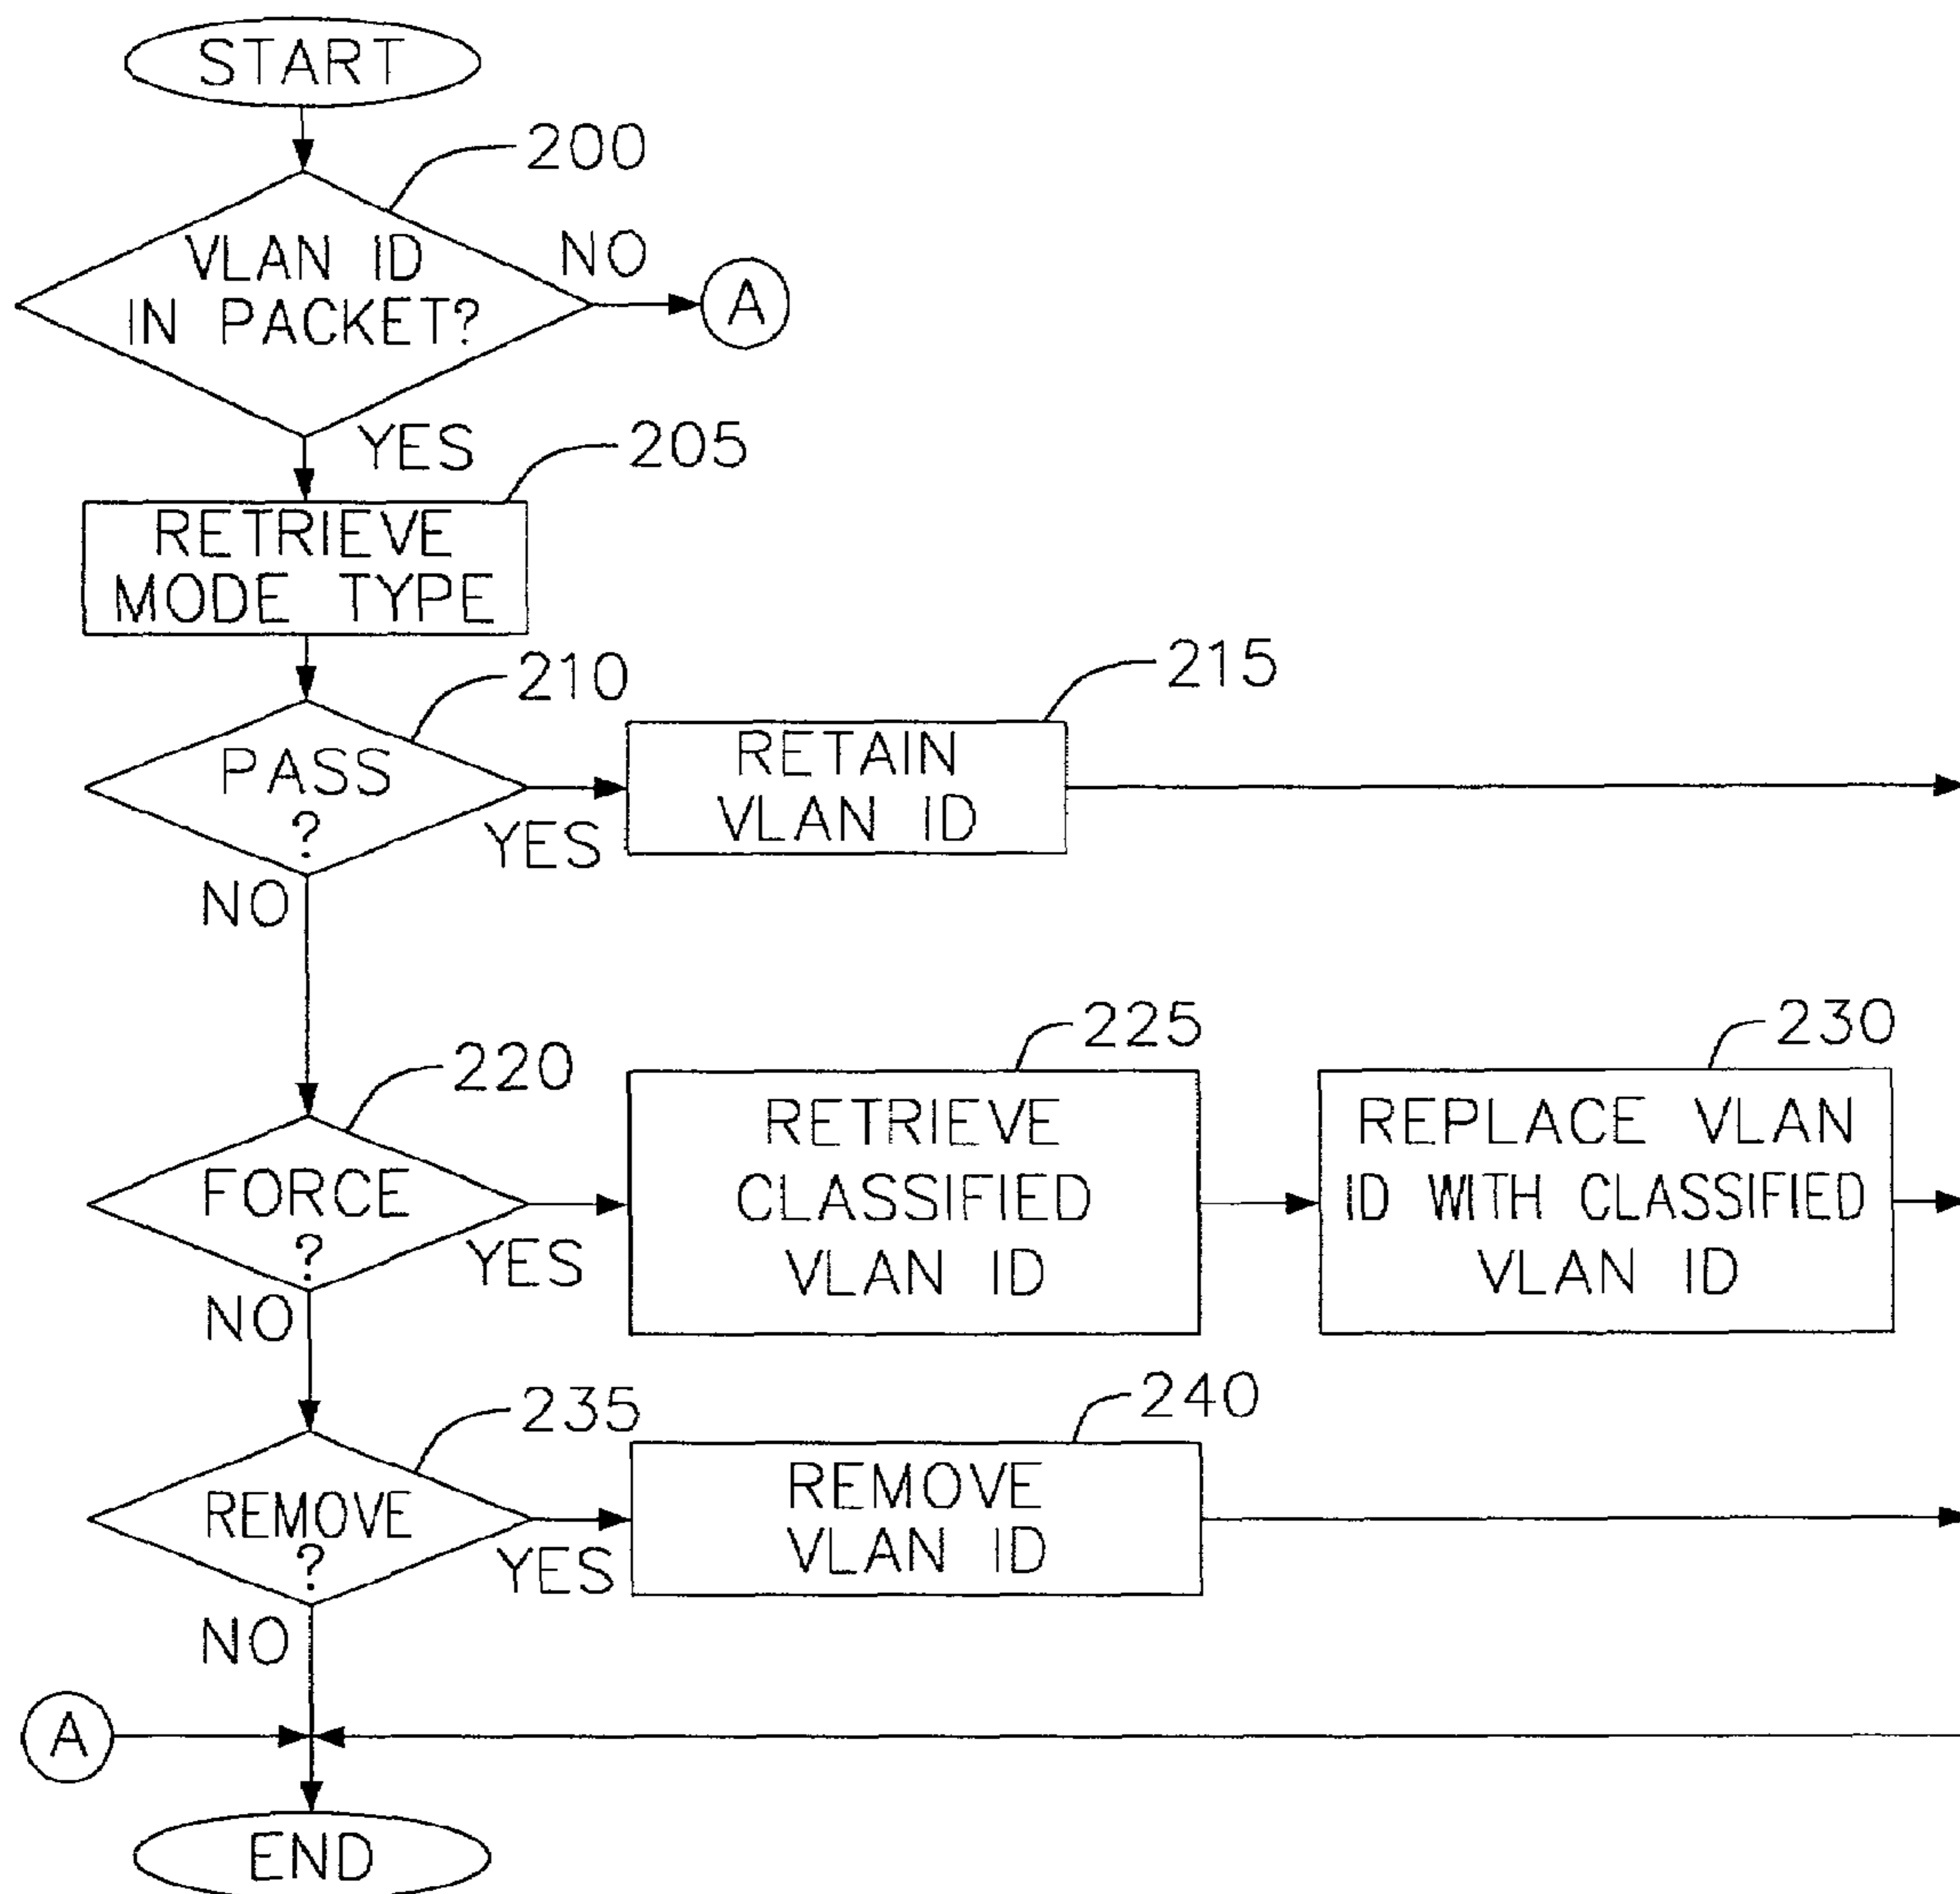 START
200
VLAN ID
IN PACKET?
NO
A
YES
205
RETRIEVE
MODE TYPE
210
PASS
?
YES
NO
215
RETAIN
VLAN ID
220
FORCE
?
YES
NO
225
RETRIEVE
CLASSIFIED
VLAN ID
230
REPLACE VLAN
ID WITH CLASSIFIED
VLAN ID
235
REMOVE
?
YES
NO
240
REMOVE
VLAN ID
A
END